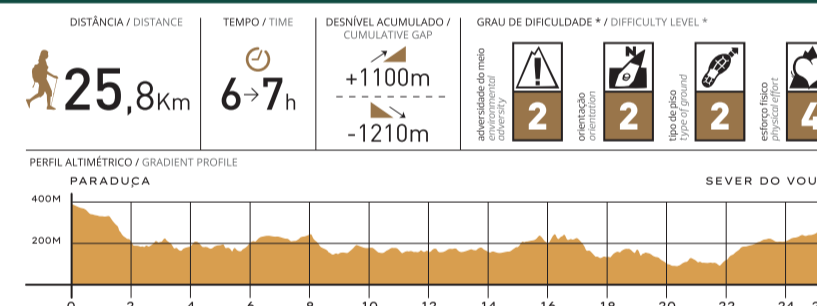 DISTÂNCIA / DISTANCE
25,8Km
TEMPO / TIME
6→7h
DESNÍVEL ACUMULADO /
CUMULATIVE GAP
+1100m
-1210m
GRAU DE DIFICULDADE * / DIFFICULTY LEVEL *
adversidade do meio
environmental
adversity
2
orientação
orientation
N
e
2
tipo de piso
type of ground
2
esforço físico
physical effort
4
PERFIL ALTIMÉTRICO / GRADIENT PROFILE
PARADUÇA
SEVER DO VOU
400M
200M
0 2 4 6 8 10 12 14 16 18 20 22 24